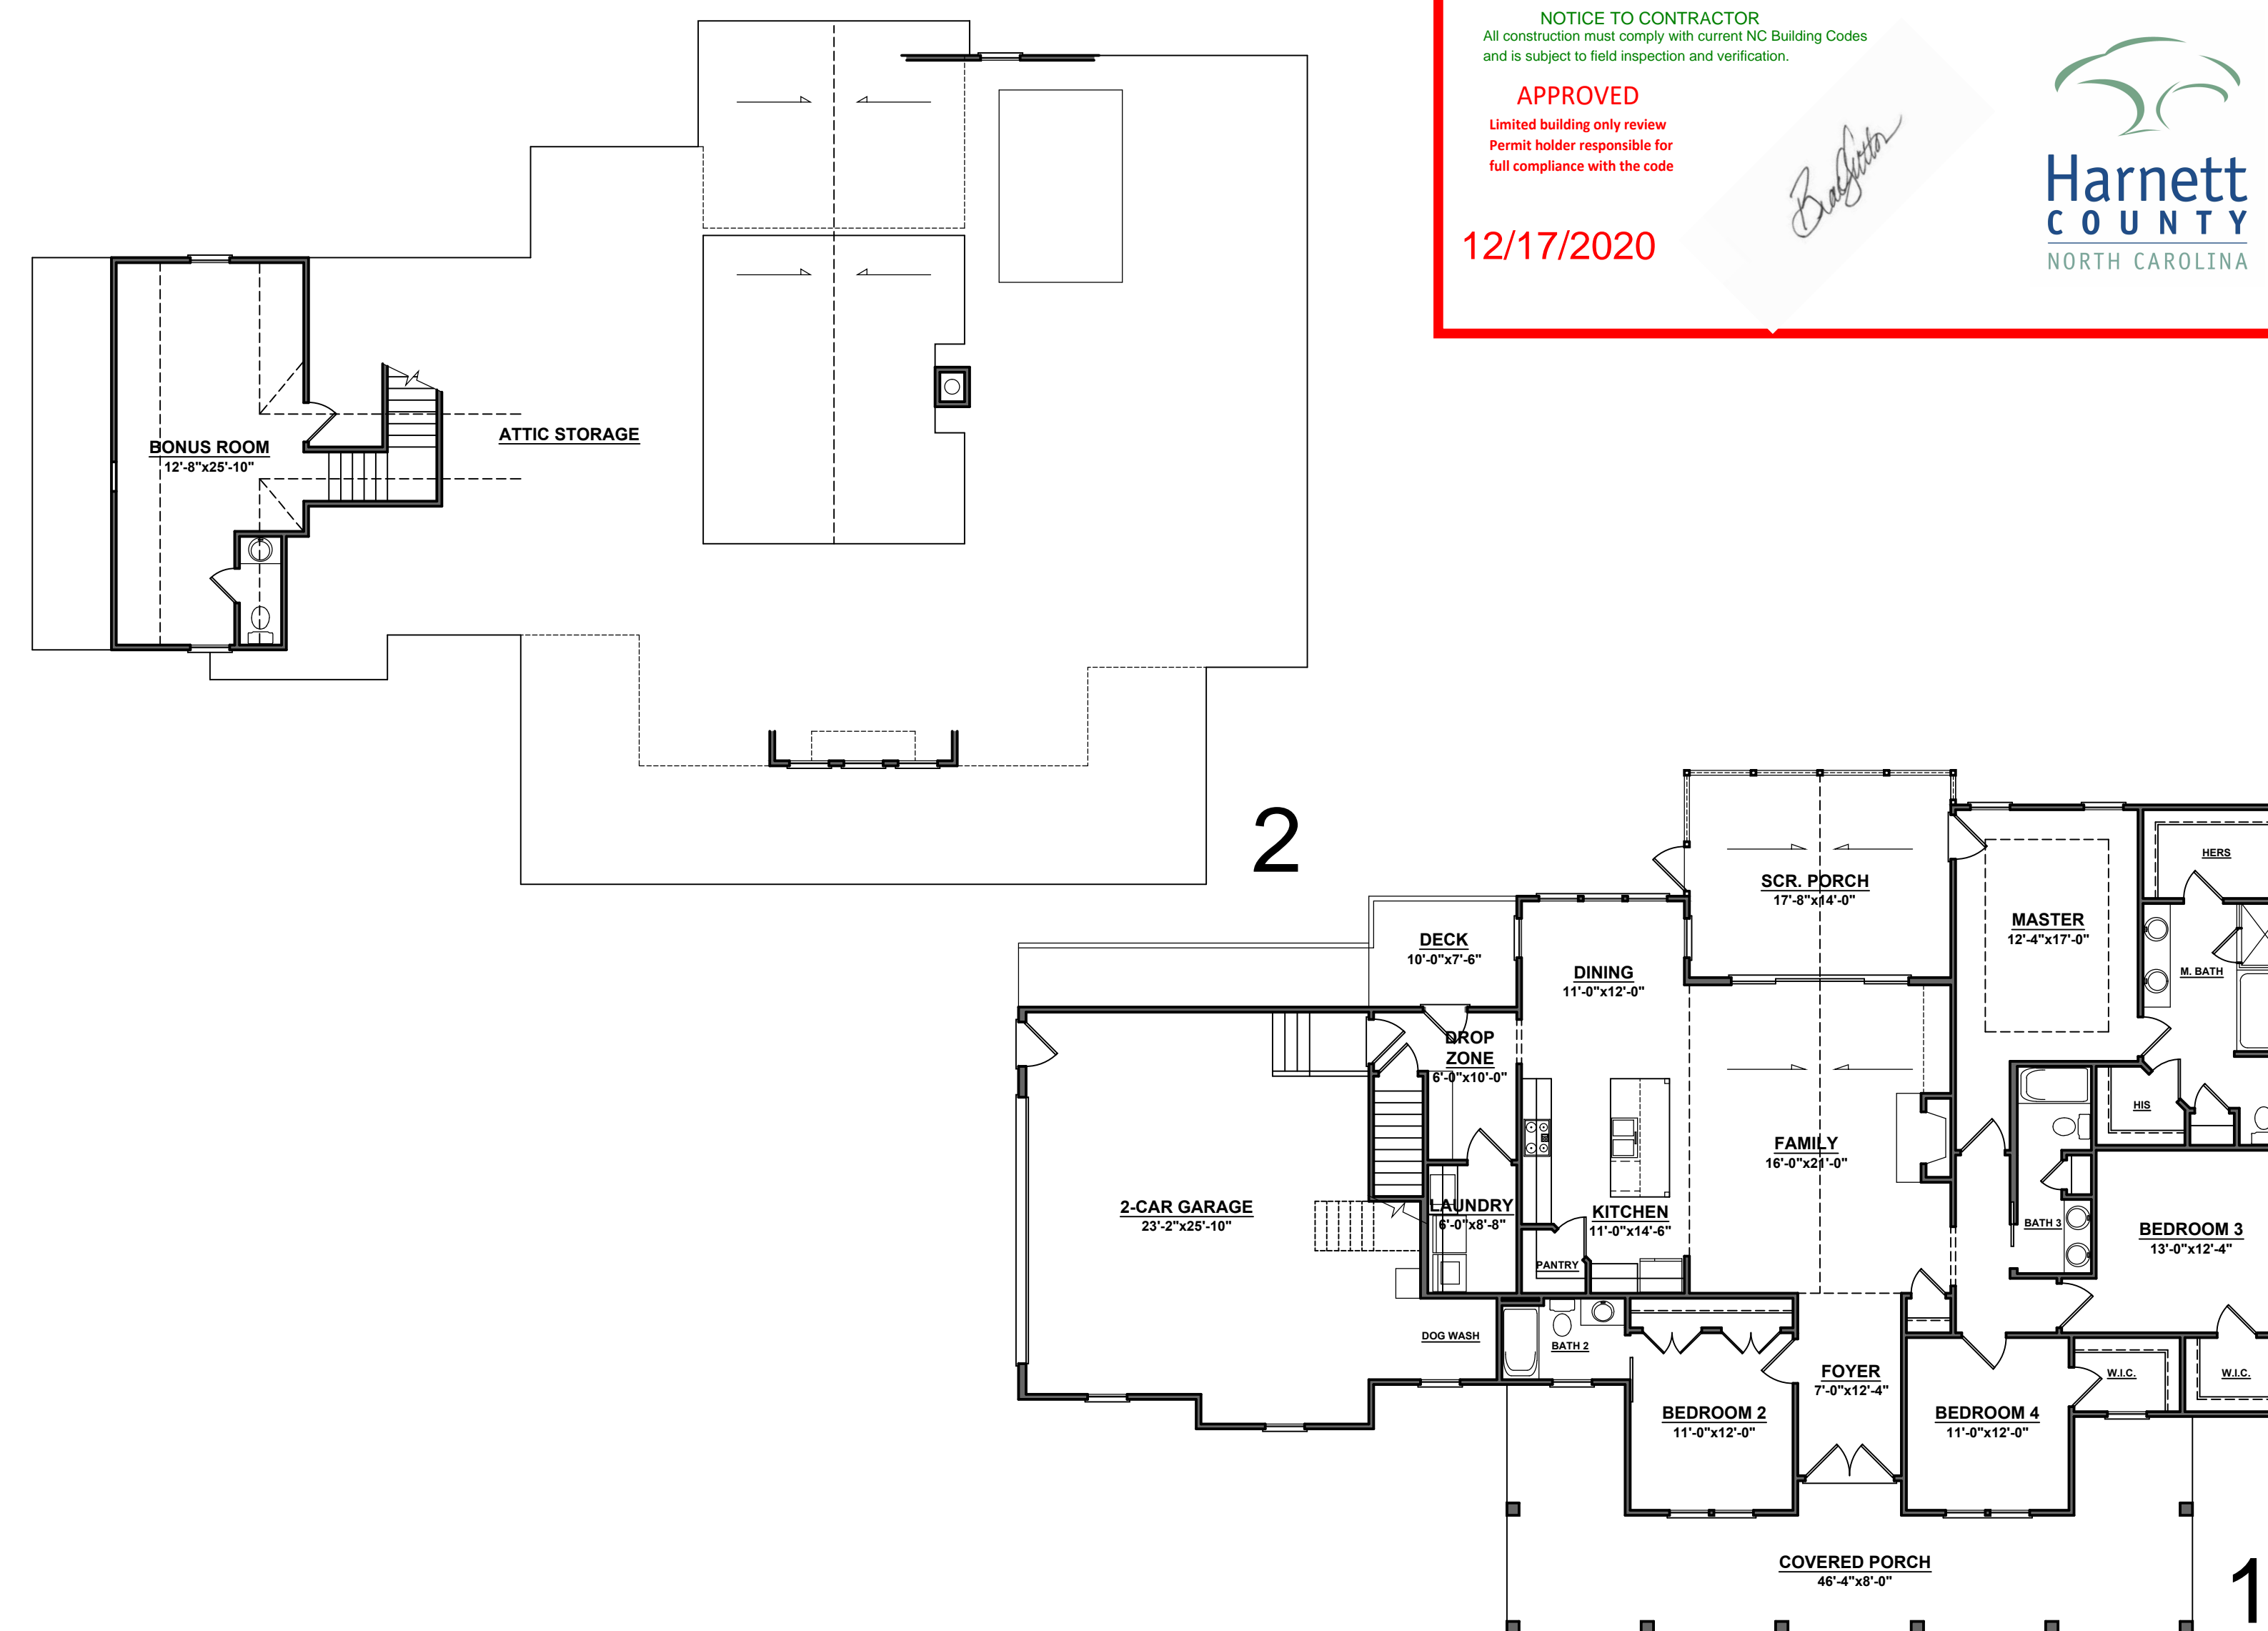 NOTICE TO CONTRACTOR
All construction must comply with current NC Building Codes
and is subject to field inspection and verification.
APPROVED
Limited building only review
Permit holder responsible for
full compliance with the code
12/17/2020
Harnett
COUNTY
NORTH CAROLINA
BONUS ROOM
12'-8"x25'-10"
ATTIC STORAGE
2
SCR. PORCH
17'-8"x14'-0"
HERS
MASTER
12'-4"x17'-0"
DECK
10'-0"x7'-6"
DINING
11'-0"x12'-0"
M. BATH
DROP
ZONE
6'-0"x10'-0"
HIS
FAMILY
16'-0"x21'-0"
2-CAR GARAGE
23'-2"x25'-10"
LAUNDRY
6'-0"x8'-8"
KITCHEN
11'-0"x14'-6"
BATH 3
BEDROOM 3
13'-0"x12'-4"
PANTRY
DOG WASH
BATH 2
FOYER
7'-0"x12'-4"
W.I.C.
W.I.C.
BEDROOM 2
11'-0"x12'-0"
BEDROOM 4
11'-0"x12'-0"
COVERED PORCH
46'-4"x8'-0"
1